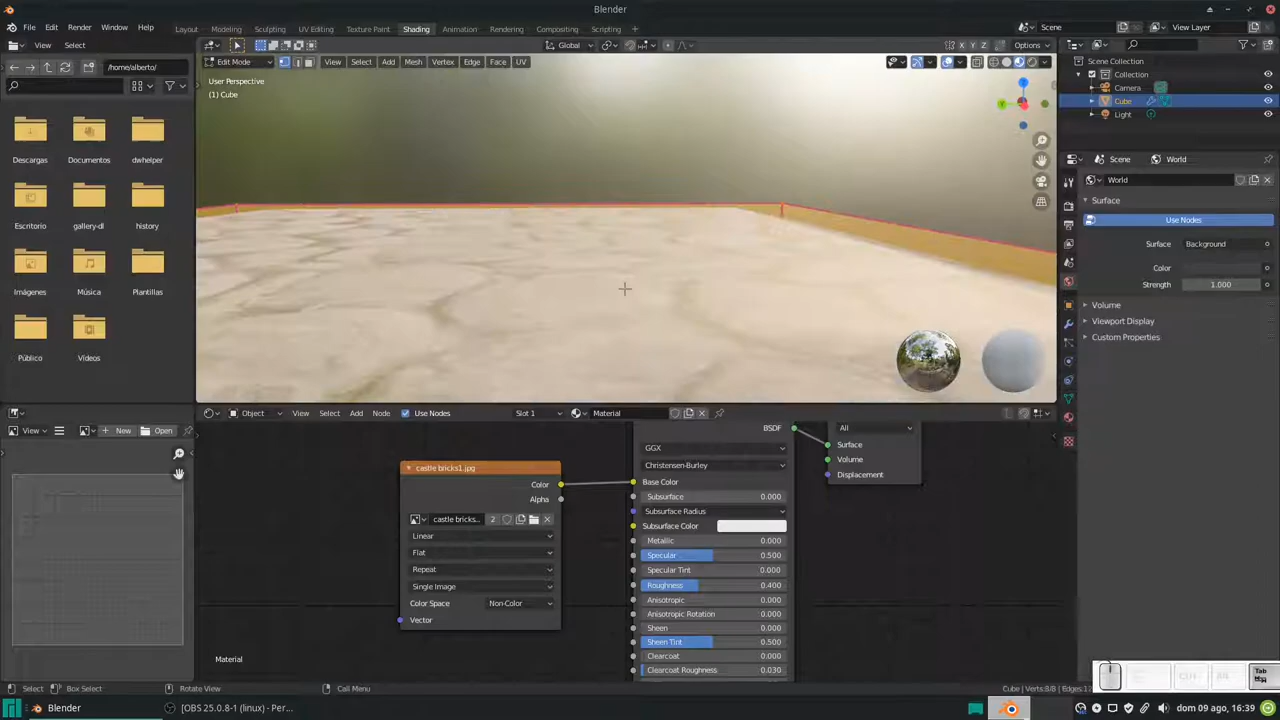 Blender
File Edit Render Window Help
Layout Modeling Sculpting UV Editing Texture Paint Shading Animation Rendering Compositing Scripting
Scene View Layer
View Select
Global Options
Edit Mode View Select Add Mesh Vertex Edge Face UV
/home/alberto/
User Perspective
(1) Cube
Descargas Documentos dwhelper
Escritorio gallery-dl history
Imágenes Música Plantillas
Público Vídeos
Scene Collection
Collection
Camera
Cube
Light
Scene World
World
Surface
Use Nodes
Surface Background
Color
Strength 1.000
Volume
Viewport Display
Custom Properties
View New Open
Object View Select Add Node Use Nodes Slot 1 Material
castle bricks1.jpg
Color
Alpha
castle bricks.. 2
Linear
Flat
Repeat
Single Image
Color Space Non-Color
Vector
BSDF
GGX
Christensen-Burley
Base Color
Subsurface 0.000
Subsurface Radius
Subsurface Color
Metallic 0.000
Specular 0.500
Specular Tint 0.000
Roughness 0.400
Anisotropic 0.000
Anisotropic Rotation 0.000
Sheen 0.000
Sheen Tint 0.500
Clearcoat 0.000
Clearcoat Roughness 0.030
All
Surface
Volume
Displacement
Material
Select Box Select Rotate View Call Menu
Cube | Verts:8/8 | Edges:1
Tab
Blender [OBS 25.0.8-1 (linux) - Per... dom 09 ago, 16:39